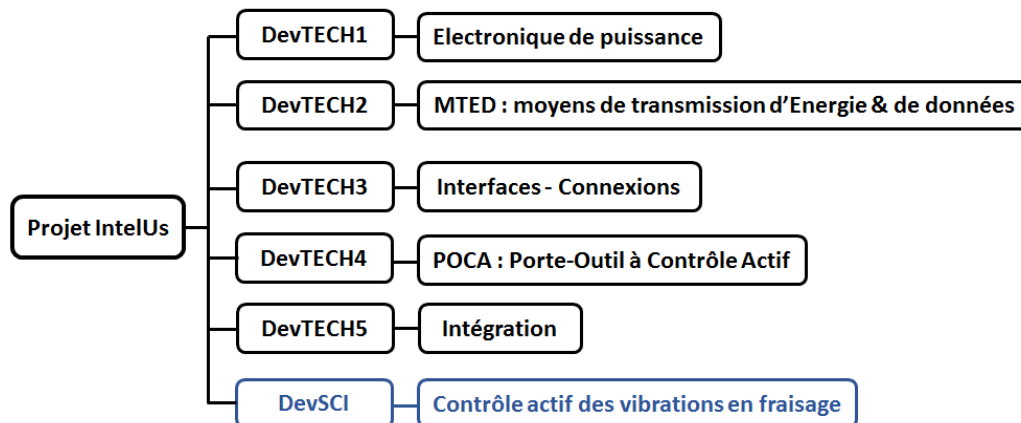 DevTECH1 Electronique de puissance
DevTECH2 MTED : moyens de transmission d'Energie & de données
DevTECH3 Interfaces - Connexions
Projet IntelUs
DevTECH4 POCA : Porte-Outil à Contrôle Actif
DevTECH5 Intégration
DevSCI Contrôle actif des vibrations en fraisage